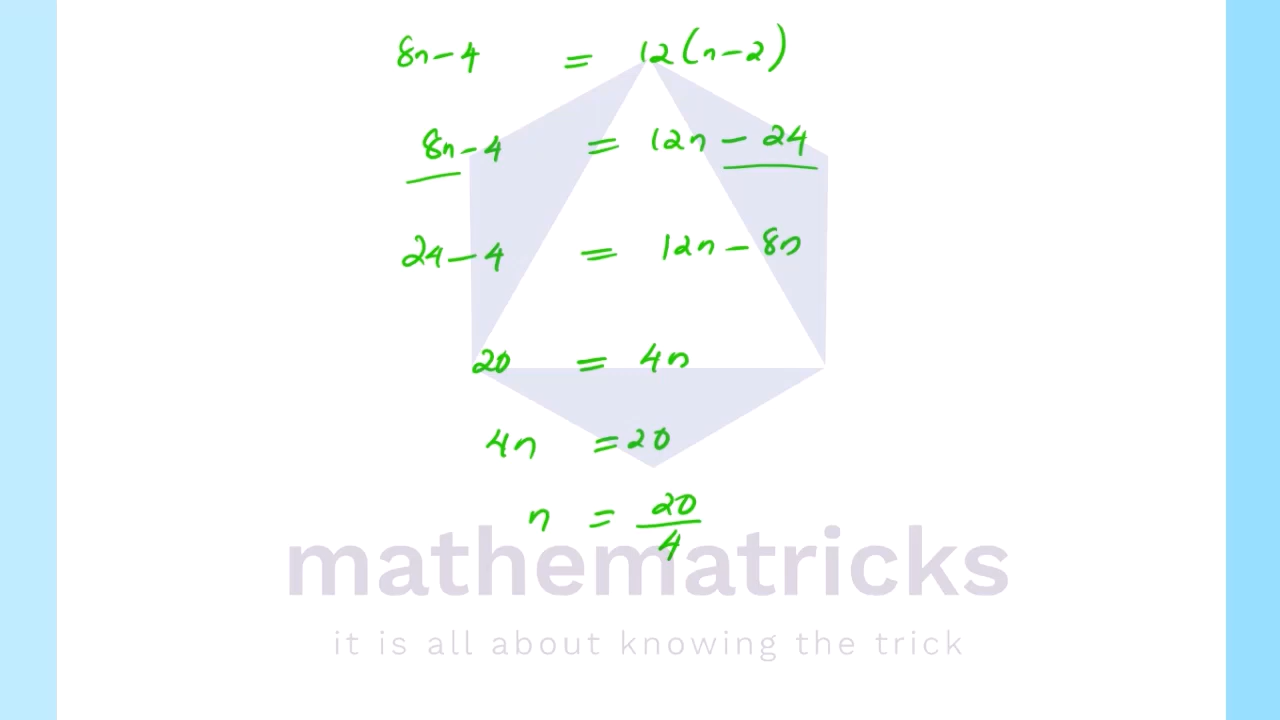 8n-4 = 12(n-2)
8n-4 = 12n - 24
24-4 = 12n - 8n
20 = 4n
4n = 20
n = 20/4
mathematricks
it is all about knowing the trick